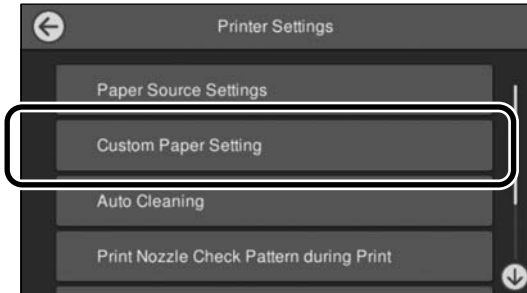 Printer Settings
Paper Source Settings
Custom Paper Setting
Auto Cleaning
Print Nozzle Check Pattern during Print